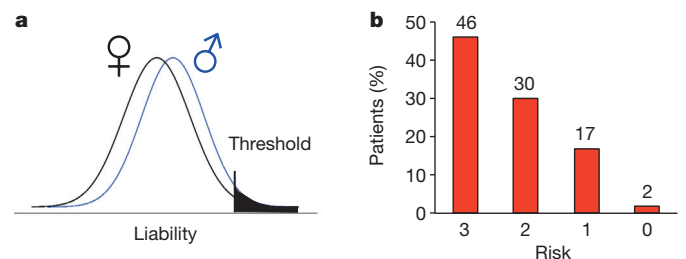 a
♀
♂
Threshold
Liability
b
Patients (%)
50
40
30
20
10
0
46
30
17
2
3
2
1
0
Risk